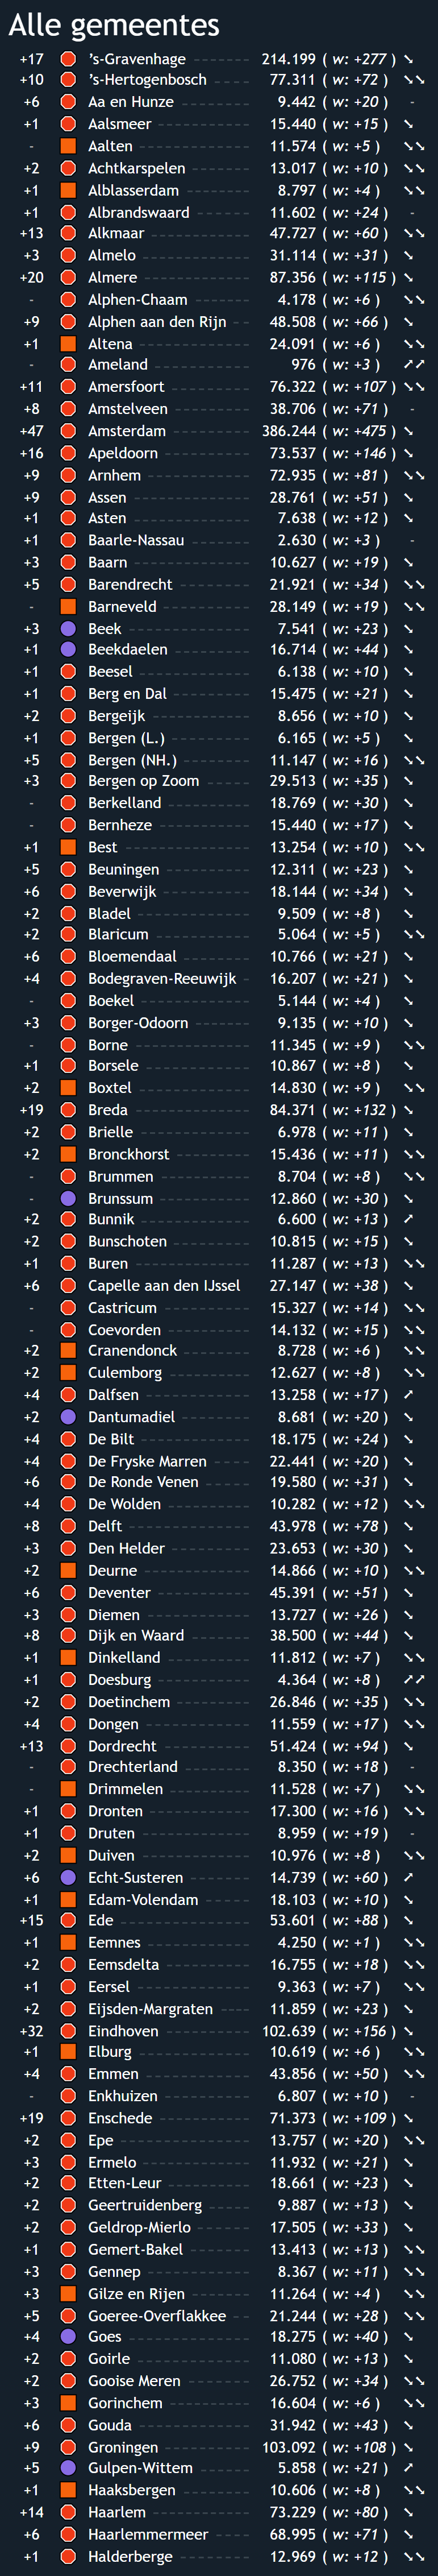 Alle gemeentes
+17 's-Gravenhage 214.199 ( w: +277 ) ➘
+10 's-Hertogenbosch 77.311 ( w: +72 ) ➘➘
+6 Aa en Hunze 9.442 ( w: +20 ) -
+1 Aalsmeer 15.440 ( w: +15 ) ➘
- Aalten 11.574 ( w: +5 ) ➘➘
+2 Achtkarspelen 13.017 ( w: +10 ) ➘➘
+1 Alblasserdam 8.797 ( w: +4 ) ➘➘
+1 Albrandswaard 11.602 ( w: +24 ) -
+13 Alkmaar 47.727 ( w: +60 ) ➘➘
+3 Almelo 31.114 ( w: +31 ) ➘
+20 Almere 87.356 ( w: +115 ) ➘
- Alphen-Chaam 4.178 ( w: +6 ) ➘➘
+9 Alphen aan den Rijn 48.508 ( w: +66 ) ➘
+1 Altena 24.091 ( w: +6 ) ➘➘
- Ameland 976 ( w: +3 ) ➚➚
+11 Amersfoort 76.322 ( w: +107 ) ➘➘
+8 Amstelveen 38.706 ( w: +71 ) -
+47 Amsterdam 386.244 ( w: +475 ) ➘
+16 Apeldoorn 73.537 ( w: +146 ) ➘
+9 Arnhem 72.935 ( w: +81 ) ➘➘
+9 Assen 28.761 ( w: +51 ) ➘
+1 Asten 7.638 ( w: +12 ) ➘
+1 Baarle-Nassau 2.630 ( w: +3 ) -
+3 Baarn 10.627 ( w: +19 ) ➘
+5 Barendrecht 21.921 ( w: +34 ) ➘➘
- Barneveld 28.149 ( w: +19 ) ➘➘
+3 Beek 7.541 ( w: +23 ) ➘
+1 Beekdaelen 16.714 ( w: +44 ) ➘
+1 Beesel 6.138 ( w: +10 ) ➘
+1 Berg en Dal 15.475 ( w: +21 ) ➘
+2 Bergeijk 8.656 ( w: +10 ) ➘
+1 Bergen (L.) 6.165 ( w: +5 ) ➘
+5 Bergen (NH.) 11.147 ( w: +16 ) ➘➘
+3 Bergen op Zoom 29.513 ( w: +35 ) ➘
- Berkelland 18.769 ( w: +30 ) ➘
- Bernheze 15.440 ( w: +17 ) ➘
+1 Best 13.254 ( w: +10 ) ➘➘
+5 Beuningen 12.311 ( w: +23 ) ➘
+6 Beverwijk 18.144 ( w: +34 ) ➘
+2 Bladel 9.509 ( w: +8 ) ➘
+2 Blaricum 5.064 ( w: +5 ) ➘➘
+6 Bloemendaal 10.766 ( w: +21 ) ➘
+4 Bodegraven-Reeuwijk 16.207 ( w: +21 ) ➘
- Boekel 5.144 ( w: +4 ) ➘
+3 Borger-Odoorn 9.135 ( w: +10 ) ➘
- Borne 11.345 ( w: +9 ) ➘➘
+1 Borsele 10.867 ( w: +8 ) ➘
+2 Boxtel 14.830 ( w: +9 ) ➘➘
+19 Breda 84.371 ( w: +132 ) ➘
+2 Brielle 6.978 ( w: +11 ) ➘
+2 Bronckhorst 15.436 ( w: +11 ) ➘➘
- Brummen 8.704 ( w: +8 ) ➘➘
- Brunssum 12.860 ( w: +30 ) ➘
+2 Bunnik 6.600 ( w: +13 ) ➚
+2 Bunschoten 10.815 ( w: +15 ) ➘
+1 Buren 11.287 ( w: +13 ) ➘➘
+6 Capelle aan den IJssel 27.147 ( w: +38 ) ➘
- Castricum 15.327 ( w: +14 ) ➘➘
- Coevorden 14.132 ( w: +15 ) ➘➘
+2 Cranendonck 8.728 ( w: +6 ) ➘➘
+2 Culemborg 12.627 ( w: +8 ) ➘➘
+4 Dalfsen 13.258 ( w: +17 ) ➚
+2 Dantumadiel 8.681 ( w: +20 ) ➘
+4 De Bilt 18.175 ( w: +24 ) ➘
+4 De Fryske Marren 22.441 ( w: +20 ) ➘
+6 De Ronde Venen 19.580 ( w: +31 ) ➘
+4 De Wolden 10.282 ( w: +12 ) ➘➘
+8 Delft 43.978 ( w: +78 ) ➘
+3 Den Helder 23.653 ( w: +30 ) ➘
+2 Deurne 14.866 ( w: +10 ) ➘➘
+6 Deventer 45.391 ( w: +51 ) ➘
+3 Diemen 13.727 ( w: +26 ) ➘
+8 Dijk en Waard 38.500 ( w: +44 ) ➘
+1 Dinkelland 11.812 ( w: +7 ) ➘➘
+1 Doesburg 4.364 ( w: +8 ) ➚➚
+2 Doetinchem 26.846 ( w: +35 ) ➘➘
+4 Dongen 11.559 ( w: +17 ) ➘➘
+13 Dordrecht 51.424 ( w: +94 ) ➘
- Drechterland 8.350 ( w: +18 ) -
- Drimmelen 11.528 ( w: +7 ) ➘➘
+1 Dronten 17.300 ( w: +16 ) ➘➘
+1 Druten 8.959 ( w: +19 ) -
+2 Duiven 10.976 ( w: +8 ) ➘➘
+6 Echt-Susteren 14.739 ( w: +60 ) ➚
+1 Edam-Volendam 18.103 ( w: +10 ) ➘
+15 Ede 53.601 ( w: +88 ) ➘
+1 Eemnes 4.250 ( w: +1 ) ➘➘
+2 Eemsdelta 16.755 ( w: +18 ) ➘➘
+1 Eersel 9.363 ( w: +7 ) ➘➘
+2 Eijsden-Margraten 11.859 ( w: +23 ) ➘
+32 Eindhoven 102.639 ( w: +156 ) ➘
+1 Elburg 10.619 ( w: +6 ) ➘➘
+4 Emmen 43.856 ( w: +50 ) ➘➘
- Enkhuizen 6.807 ( w: +10 ) -
+19 Enschede 71.373 ( w: +109 ) ➘
+2 Epe 13.757 ( w: +20 ) ➘➘
+3 Ermelo 11.932 ( w: +21 ) ➘
+2 Etten-Leur 18.661 ( w: +23 ) ➘
+2 Geertruidenberg 9.887 ( w: +13 ) ➘
+2 Geldrop-Mierlo 17.505 ( w: +33 ) ➘
+1 Gemert-Bakel 13.413 ( w: +13 ) ➘➘
+3 Gennep 8.367 ( w: +11 ) ➘➘
+3 Gilze en Rijen 11.264 ( w: +4 ) ➘➘
+5 Goeree-Overflakkee 21.244 ( w: +28 ) ➘➘
+4 Goes 18.275 ( w: +40 ) ➘
+2 Goirle 11.080 ( w: +13 ) ➘
+2 Gooise Meren 26.752 ( w: +34 ) ➘➘
+3 Gorinchem 16.604 ( w: +6 ) ➘➘
+6 Gouda 31.942 ( w: +43 ) ➘
+9 Groningen 103.092 ( w: +108 ) ➘
+5 Gulpen-Wittem 5.858 ( w: +21 ) ➚
+1 Haaksbergen 10.606 ( w: +8 ) ➘➘
+14 Haarlem 73.229 ( w: +80 ) ➘
+6 Haarlemmermeer 68.995 ( w: +71 ) ➘
+1 Halderberge 12.969 ( w: +12 ) ➘➘